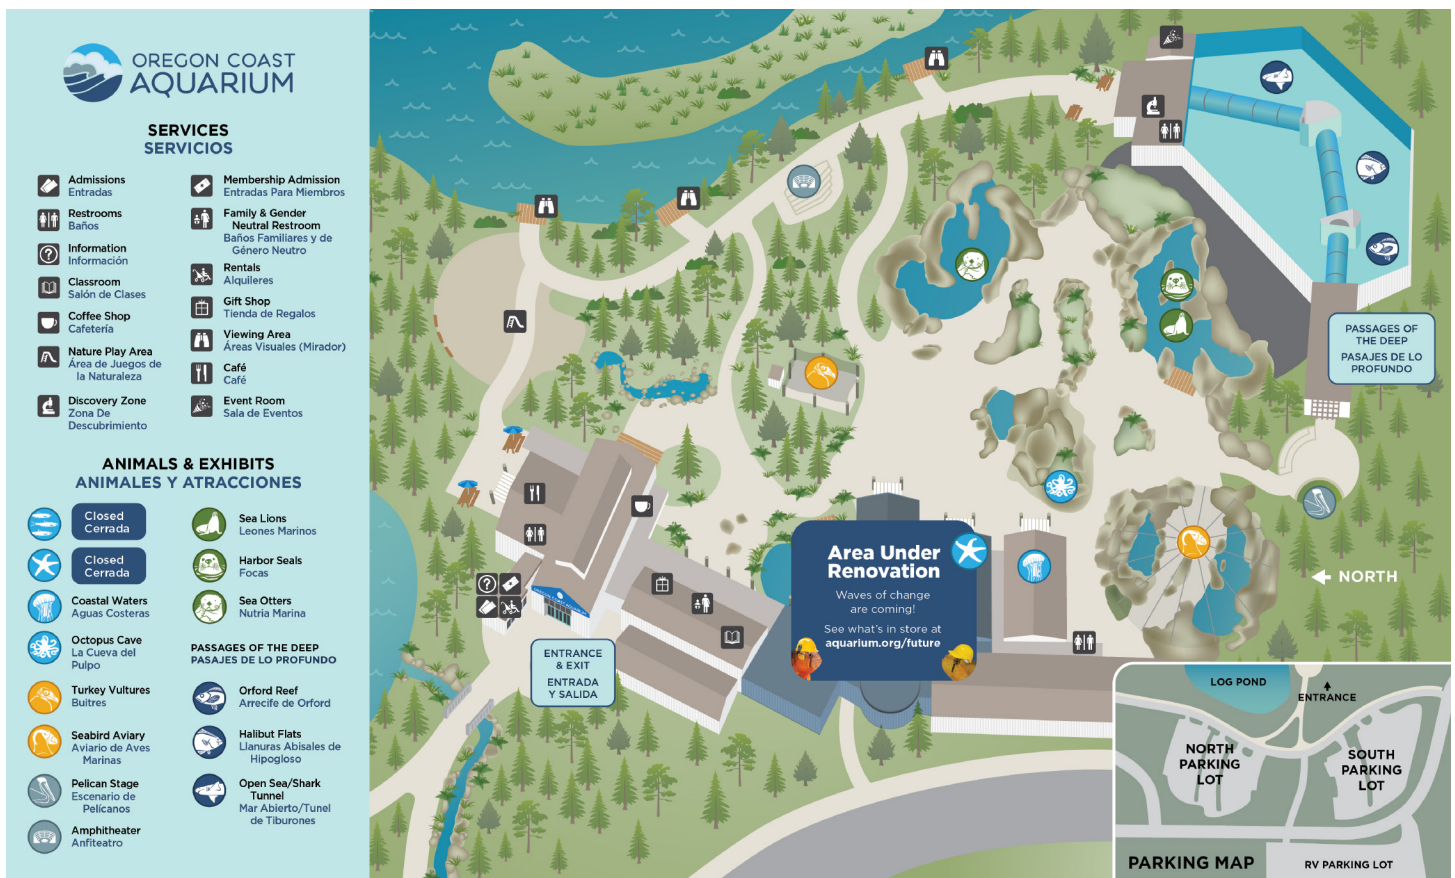 OREGON COAST
AQUARIUM
SERVICES
SERVICIOS
Admissions
Entradas
Restrooms
Baños
Information
Información
Classroom
Salón de Clases
Coffee Shop
Cafetería
Nature Play Area
Área de Juegos de
la Naturaleza
Discovery Zone
Zona De
Descubrimiento
Membership Admission
Entradas Para Miembros
Family & Gender
Neutral Restroom
Baños Familiares y de
Género Neutro
Rentals
Alquileres
Gift Shop
Tienda de Regalos
Viewing Area
Áreas Visuales (Mirador)
Café
Café
Event Room
Sala de Eventos
ANIMALS & EXHIBITS
ANIMALES Y ATRACCIONES
Closed
Cerrada
Closed
Cerrada
Coastal Waters
Aguas Costeras
Octopus Cave
La Cueva del
Pulpo
Turkey Vultures
Buitres
Seabird Aviary
Aviario de Aves
Marinas
Pelican Stage
Escenario de
Pelícanos
Amphitheater
Anfiteatro
Sea Lions
Leones Marinos
Harbor Seals
Focas
Sea Otters
Nutria Marina
PASSAGES OF THE DEEP
PASAJES DE LO PROFUNDO
Orford Reef
Arrecife de Orford
Halibut Flats
Llanuras Abisales de
Hipogloso
Open Sea/Shark
Tunnel
Mar Abierto/Tunel
de Tiburones
PASSAGES OF
THE DEEP
PASAJES DE LO
PROFUNDO
NORTH
Area Under
Renovation
Waves of change
are coming!
See what's in store at
aquarium.org/future
ENTRANCE
& EXIT
ENTRADA
Y SALIDA
LOG POND
ENTRANCE
NORTH
PARKING
LOT
SOUTH
PARKING
LOT
PARKING MAP
RV PARKING LOT